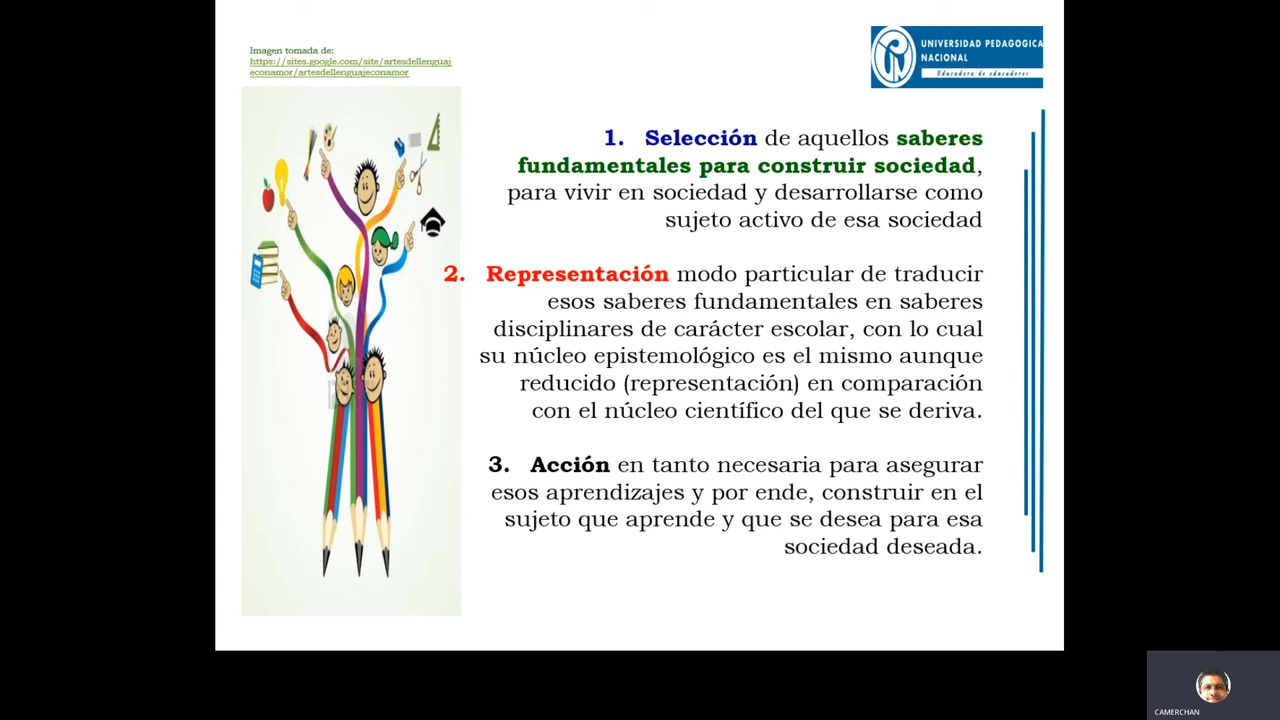 Imagen tomada de:
https://sites.google.com/site/artesdellenguaj
econamor/artesdellenguajeconamor
UNIVERSIDAD PEDAGOGICA
NACIONAL
Educadora de educadores
1. Selección de aquellos saberes
fundamentales para construir sociedad,
para vivir en sociedad y desarrollarse como
sujeto activo de esa sociedad
2. Representación modo particular de traducir
esos saberes fundamentales en saberes
disciplinares de carácter escolar, con lo cual
su núcleo epistemológico es el mismo aunque
reducido (representación) en comparación
con el núcleo científico del que se deriva.
3. Acción en tanto necesaria para asegurar
esos aprendizajes y por ende, construir en el
sujeto que aprende y que se desea para esa
sociedad deseada.
CAMERCHAN